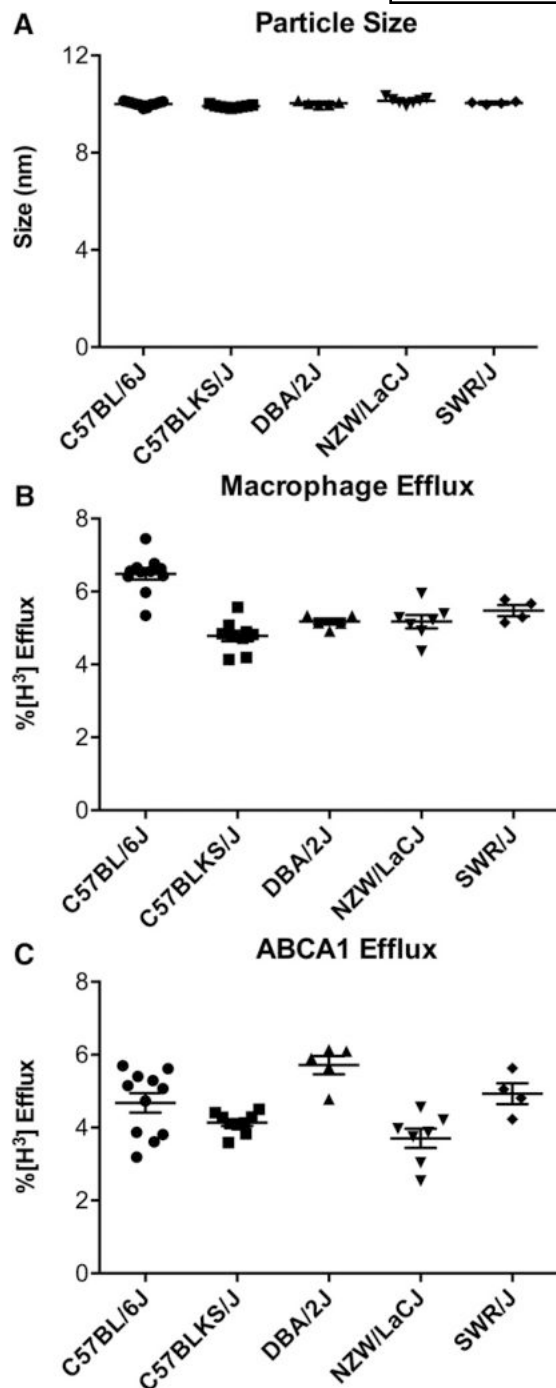 A
Particle Size
12
8
4
0
Size (nm)
C57BL/6J
C57BLKS/J
DBA/2J
NZW/LaCJ
SWR/J
B
Macrophage Efflux
8
6
4
2
0
%[H³] Efflux
C57BL/6J
C57BLKS/J
DBA/2J
NZW/LaCJ
SWR/J
C
ABCA1 Efflux
8
6
4
2
0
%[H³] Efflux
C57BL/6J
C57BLKS/J
DBA/2J
NZW/LaCJ
SWR/J